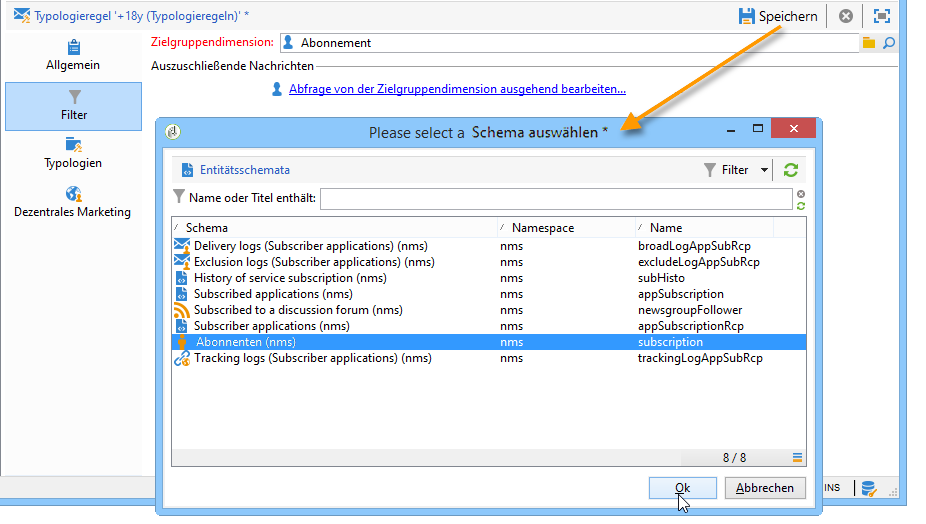 Typologieregel '+18y (Typologieregeln)' *
Speichern
Allgemein
Filter
Typologien
Dezentrales Marketing
Zielgruppendimension: Abonnement
Auszuschließende Nachrichten
Abfrage von der Zielgruppendimension ausgehend bearbeiten...
Please select a Schema auswählen *
Entitätsschemata
Filter
Name oder Titel enthält:
Schema Namespace Name
Delivery logs (Subscriber applications) (nms) nms broadLogAppSubRcp
Exclusion logs (Subscriber applications) (nms) nms excludeLogAppSubRcp
History of service subscription (nms) nms subHisto
Subscribed applications (nms) nms appSubscription
Subscribed to a discussion forum (nms) nms newsgroupFollower
Subscriber applications (nms) nms appSubscriptionRcp
Abonnenten (nms) nms subscription
Tracking logs (Subscriber applications) (nms) nms trackingLogAppSubRcp
8 / 8
Ok
Abbrechen
INS